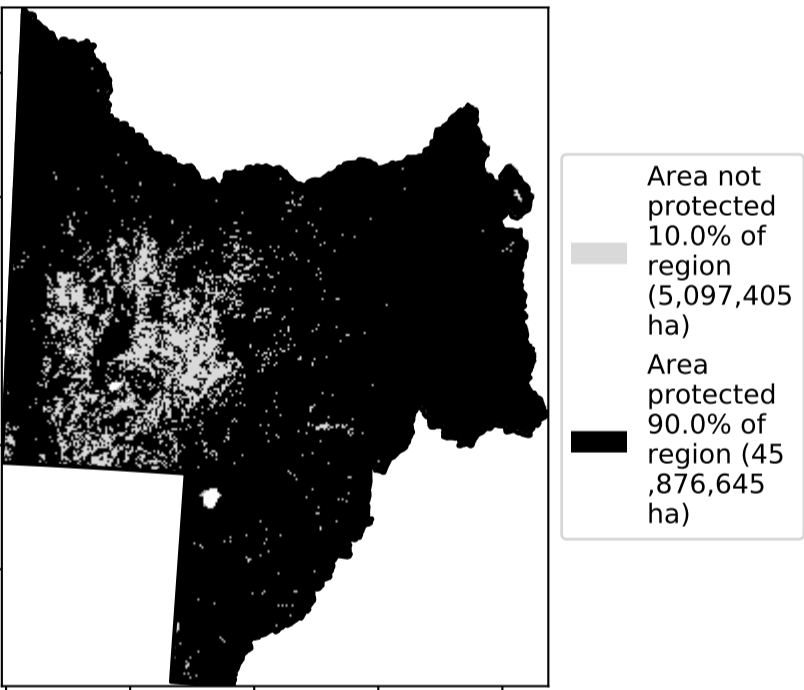 Area not
protected
10.0% of
region
(5,097,405
ha)
Area
protected
90.0% of
region (45
,876,645
ha)